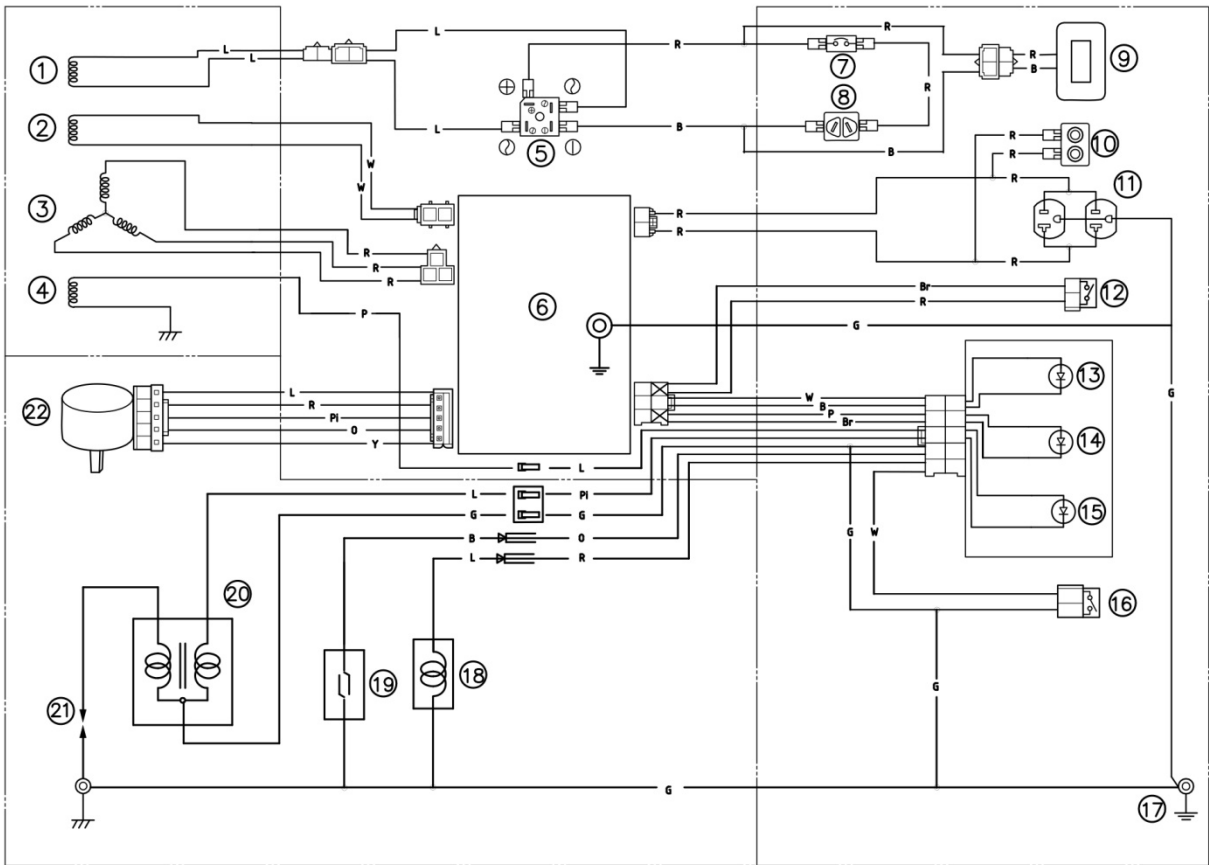 L
R
L
① L R ⑦ R ⑨
⊕ ⑧ R B
② L B
⑤ B R
W R ⑩
W R ⑪
③ R
R
R R
R R
④ Br ⑫
P ⑥ R
G
L W ⑬
㉒ R B G
Pi P
O Br ⑭
Y
L
L Pi ⑮
G G
B O G W
L R
⑳ ⑯
⑲ ⑱ G
㉑
G
⑰